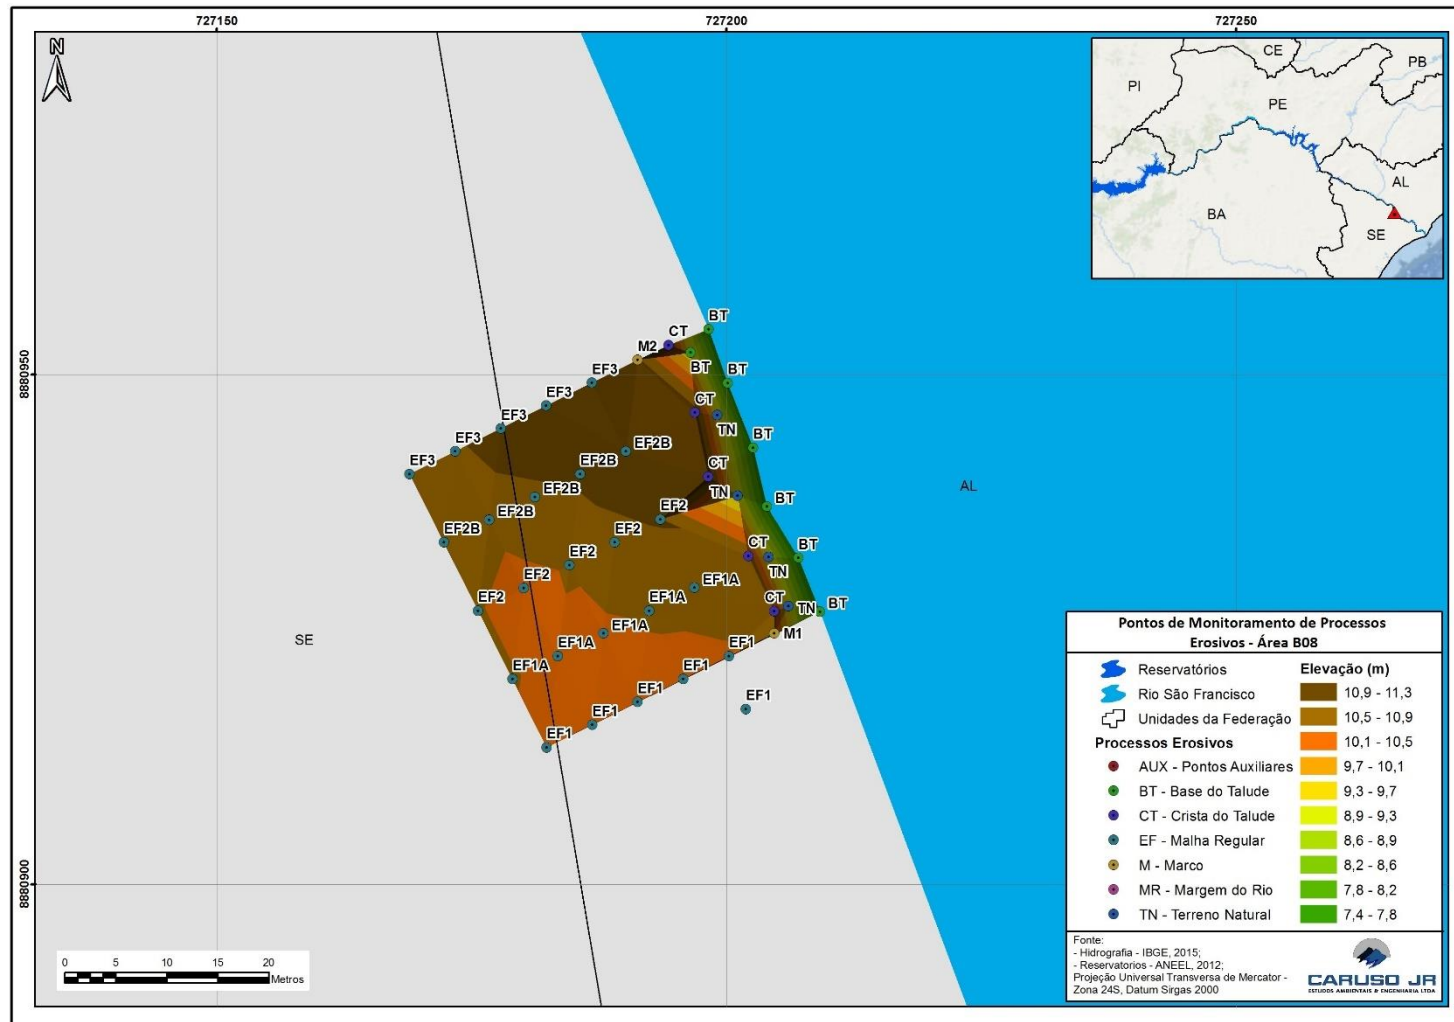 727150
727200
727250
N
CE
PB
PI
PE
AL
BA
SE
8880950
8880900
BT
CT
M2
BT
BT
EF3
EF3
CT
TN
EF3
BT
EF3
EF2B
EF3
EF2B
CT
TN
EF2B
BT
EF2B
EF2
EF2B
EF2
CT
BT
TN
EF2
EF2
EF1A
EF2
EF1A
CT
TN
BT
EF1A
M1
EF1A
EF1
EF1A
EF1
EF1
EF1
EF1
EF1
AL
SE
0 5 10 15 20
Metros
Pontos de Monitoramento de Processos
Erosivos - Área B08
Reservatórios
Rio São Francisco
Unidades da Federação
Processos Erosivos
AUX - Pontos Auxiliares
BT - Base do Talude
CT - Crista do Talude
EF - Malha Regular
M - Marco
MR - Margem do Rio
TN - Terreno Natural
Elevação (m)
10,9 - 11,3
10,5 - 10,9
10,1 - 10,5
9,7 - 10,1
9,3 - 9,7
8,9 - 9,3
8,6 - 8,9
8,2 - 8,6
7,8 - 8,2
7,4 - 7,8
Fonte:
- Hidrografia - IBGE, 2015;
- Reservatorios - ANEEL, 2012;
Projeção Universal Transversa de Mercator -
Zona 24S, Datum Sirgas 2000
CARUSO JR
ESTUDOS AMBIENTAIS & ENGENHARIA LTDA